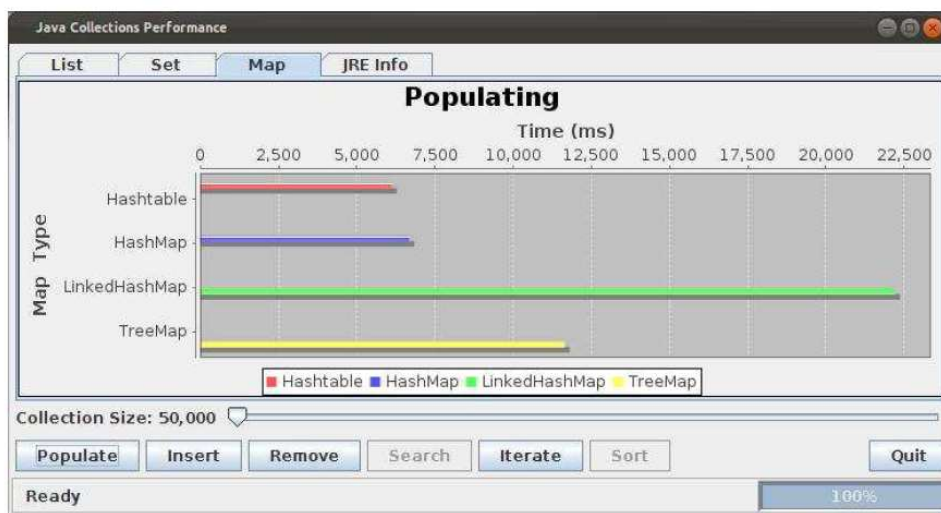 Java Collections Performance
List Set Map JRE Info
Populating
Time (ms)
0 2,500 5,000 7,500 10,000 12,500 15,000 17,500 20,000 22,500
Map Type
Hashtable
HashMap
LinkedHashMap
TreeMap
Hashtable HashMap LinkedHashMap TreeMap
Collection Size: 50,000
Populate Insert Remove Search Iterate Sort Quit
Ready 100%